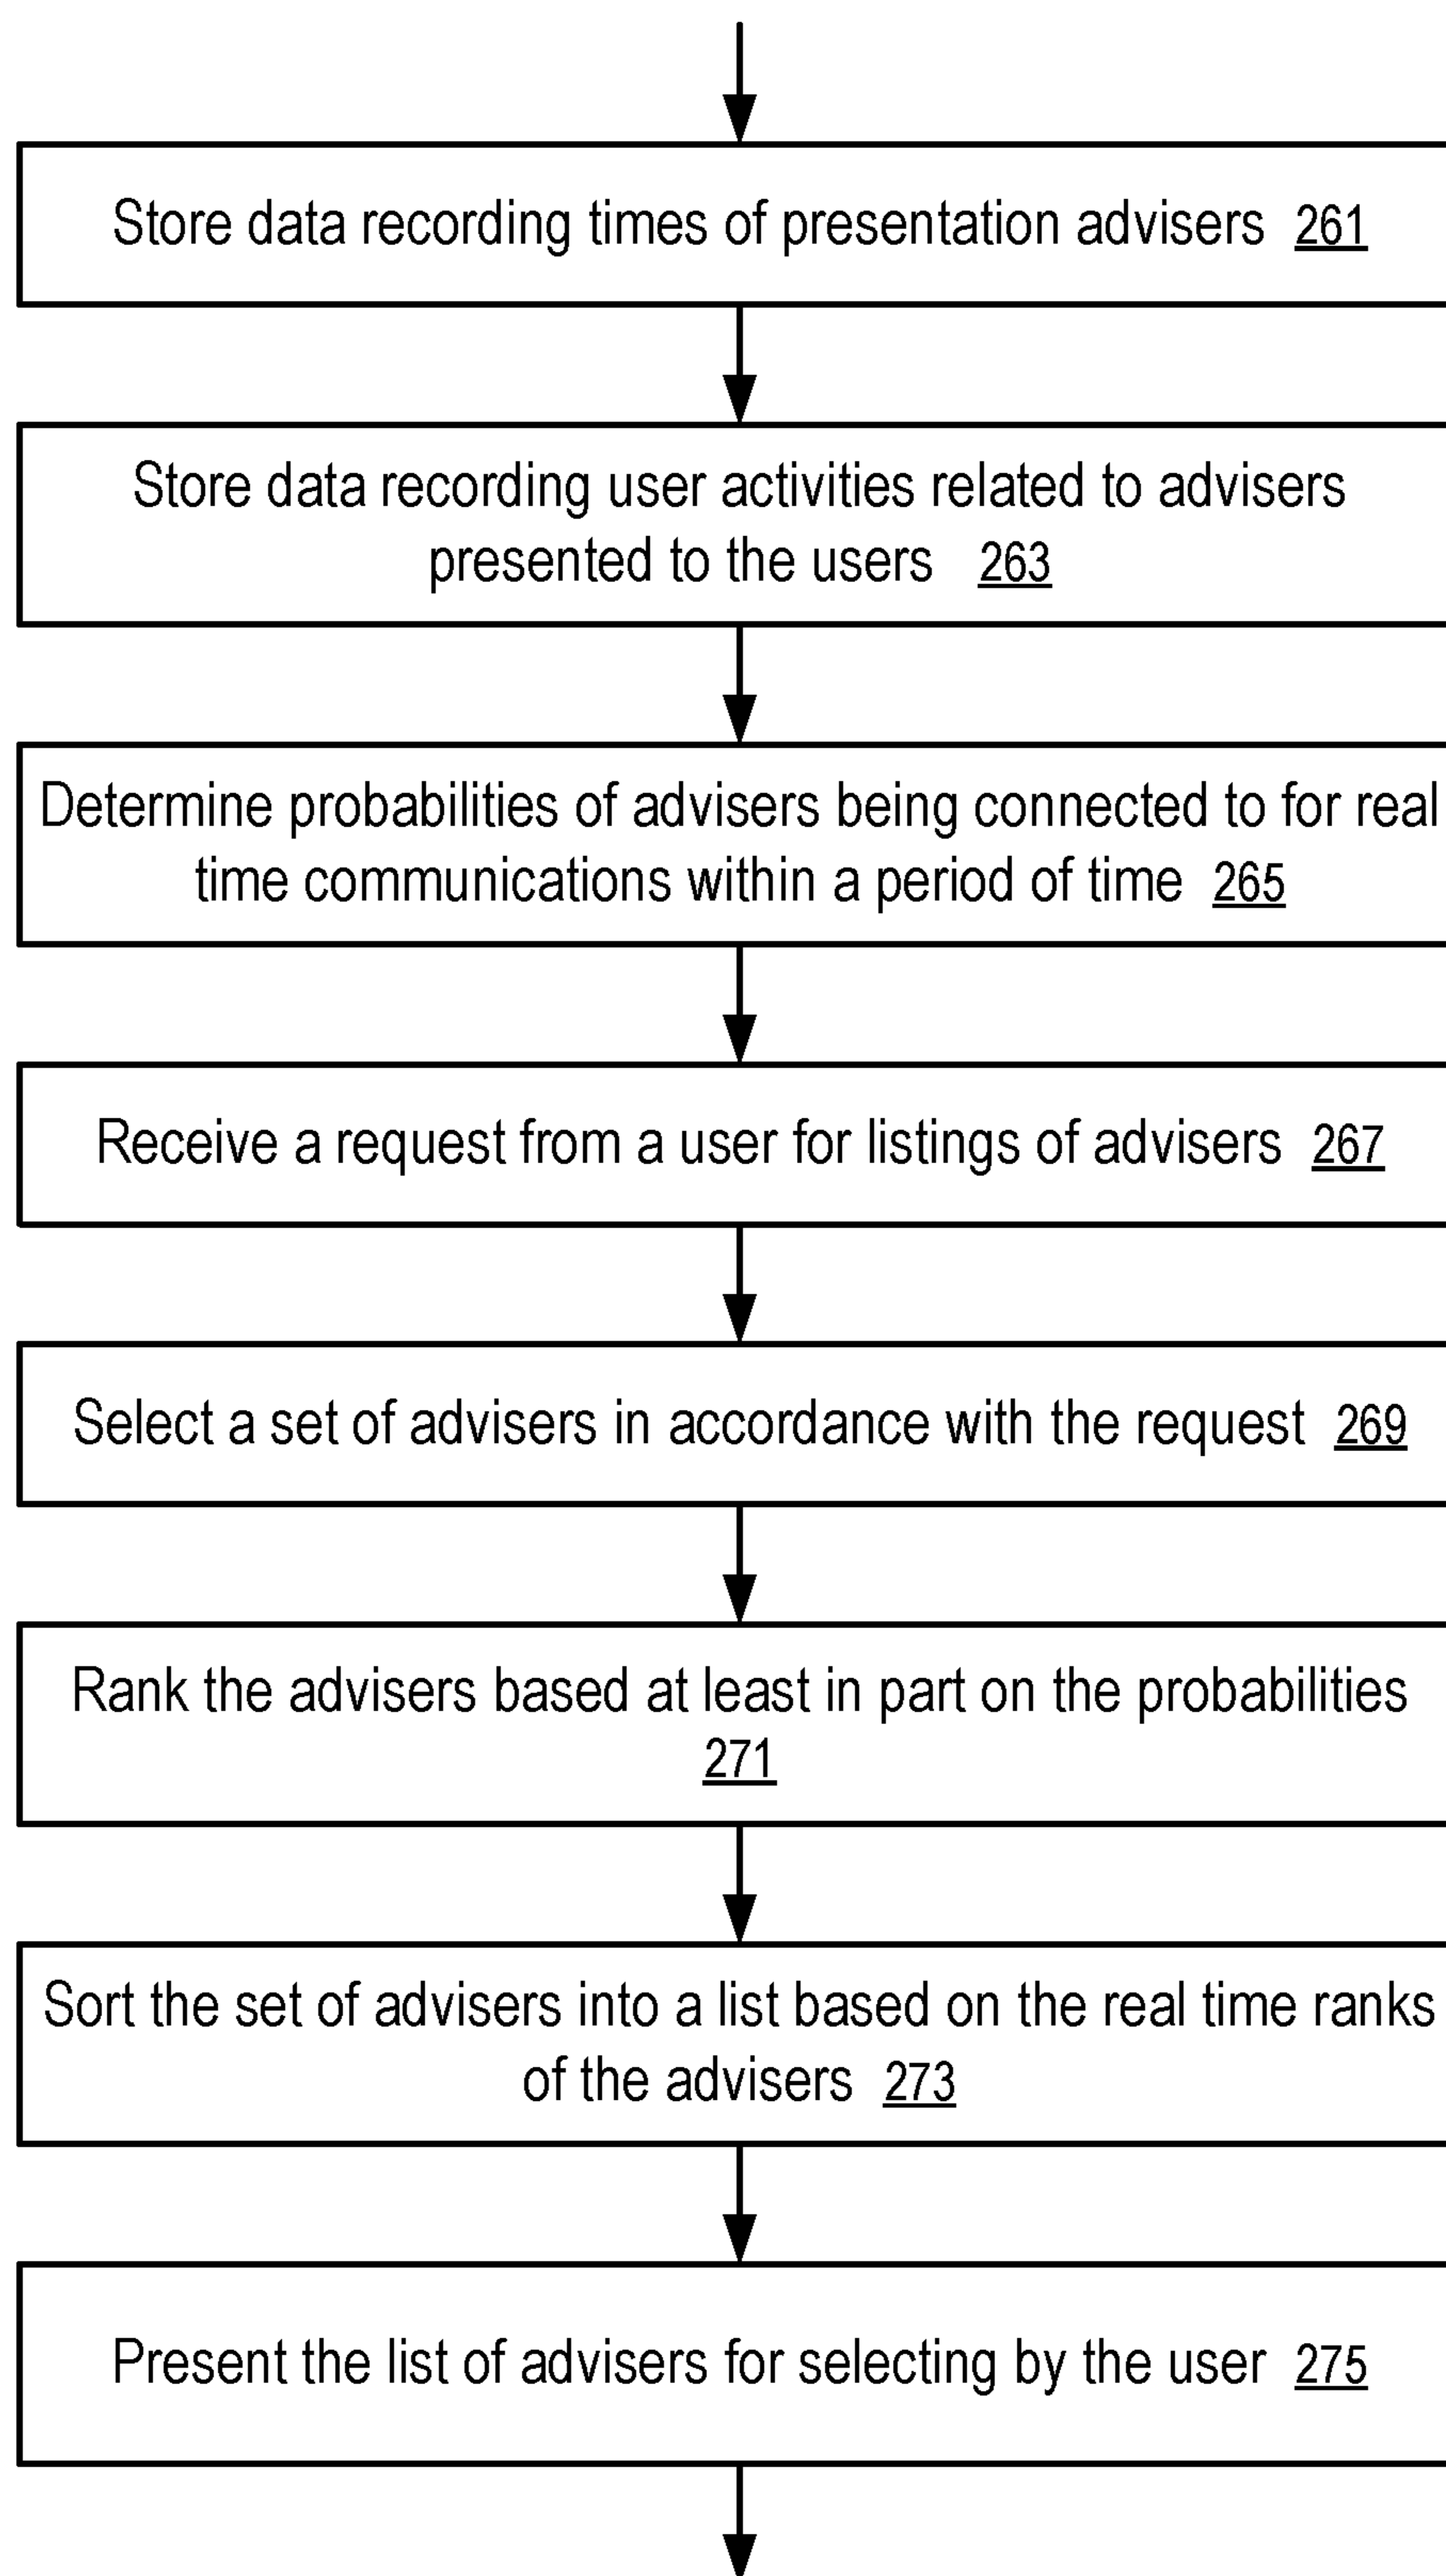 Store data recording times of presentation advisers 261
Store data recording user activities related to advisers
presented to the users 263
Determine probabilities of advisers being connected to for real
time communications within a period of time 265
Receive a request from a user for listings of advisers 267
Select a set of advisers in accordance with the request 269
Rank the advisers based at least in part on the probabilities
271
Sort the set of advisers into a list based on the real time ranks
of the advisers 273
Present the list of advisers for selecting by the user 275